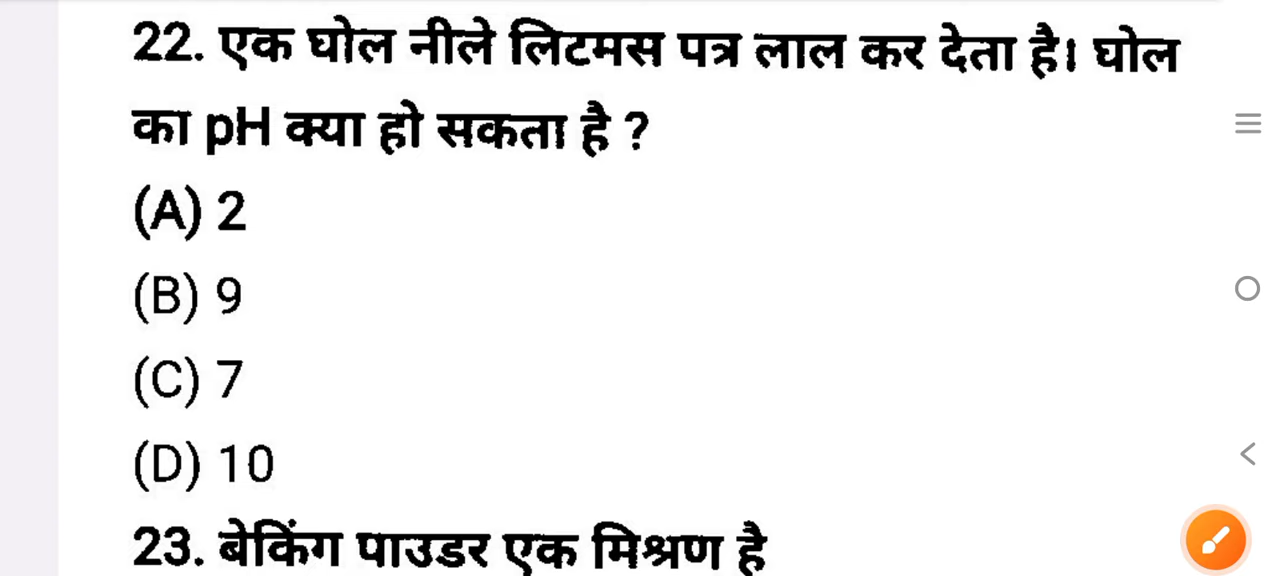 22. एक घोल नीले लिटमस पत्र लाल कर देता है। घोल
का pH क्या हो सकता है ?
(A) 2
(B) 9
(C) 7
(D) 10
23. बेकिंग पाउडर एक मिश्रण है